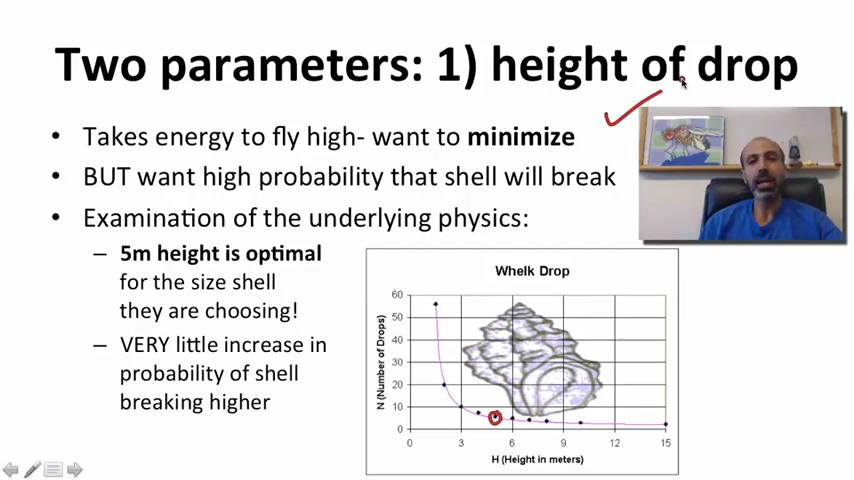 Two parameters: 1) height of drop
• Takes energy to fly high- want to minimize
• BUT want high probability that shell will break
• Examination of the underlying physics:
– 5m height is optimal
for the size shell
they are choosing!
– VERY little increase in
probability of shell
breaking higher
Whelk Drop
N (Number of Drops)
60
50
40
30
20
10
0
0 3 6 9 12 15
H (Height in meters)